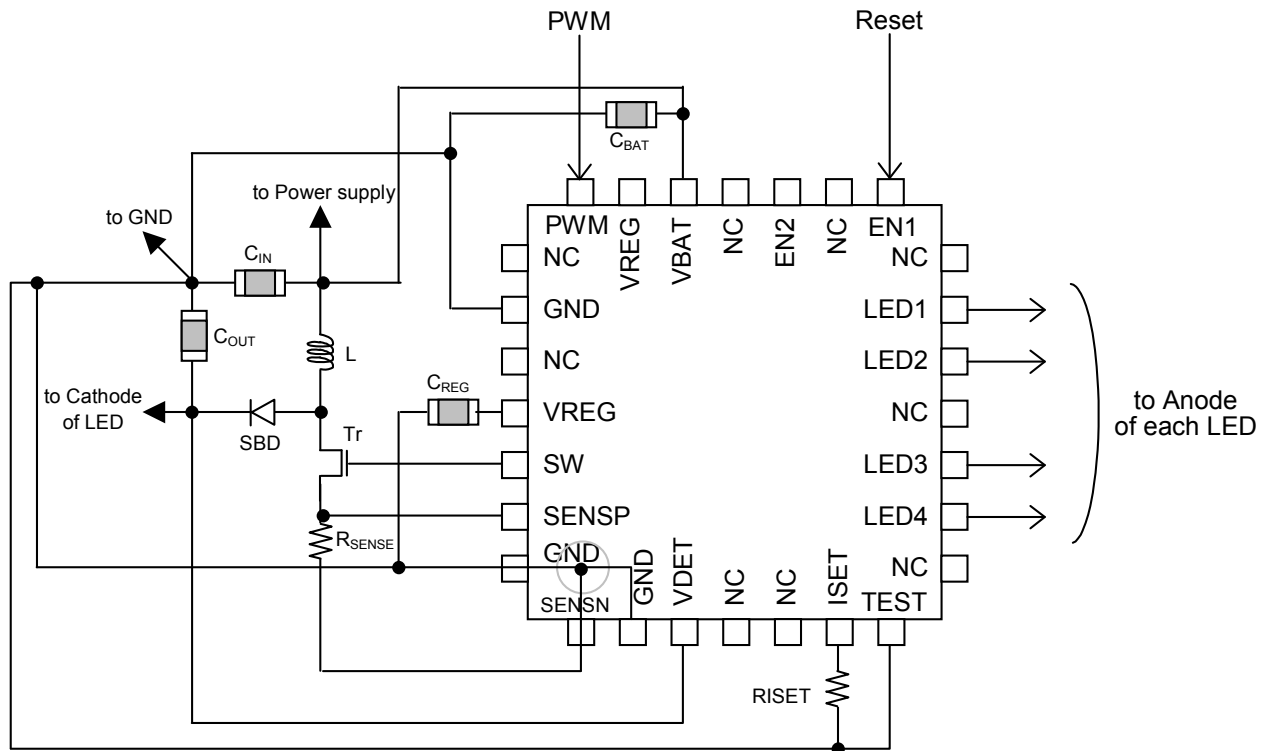 PWM
Reset
CBAT
to Power supply
to GND
CIN
COUT
L
CREG
to Cathode
of LED
SBD
Tr
RSENSE
PWM
VREG
VBAT
NC
EN2
NC
EN1
NC
GND
NC
VREG
SW
SENSP
GND
SENSN
GND
VDET
NC
NC
ISET
TEST
NC
LED1
LED2
NC
LED3
LED4
NC
to Anode
of each LED
RISET